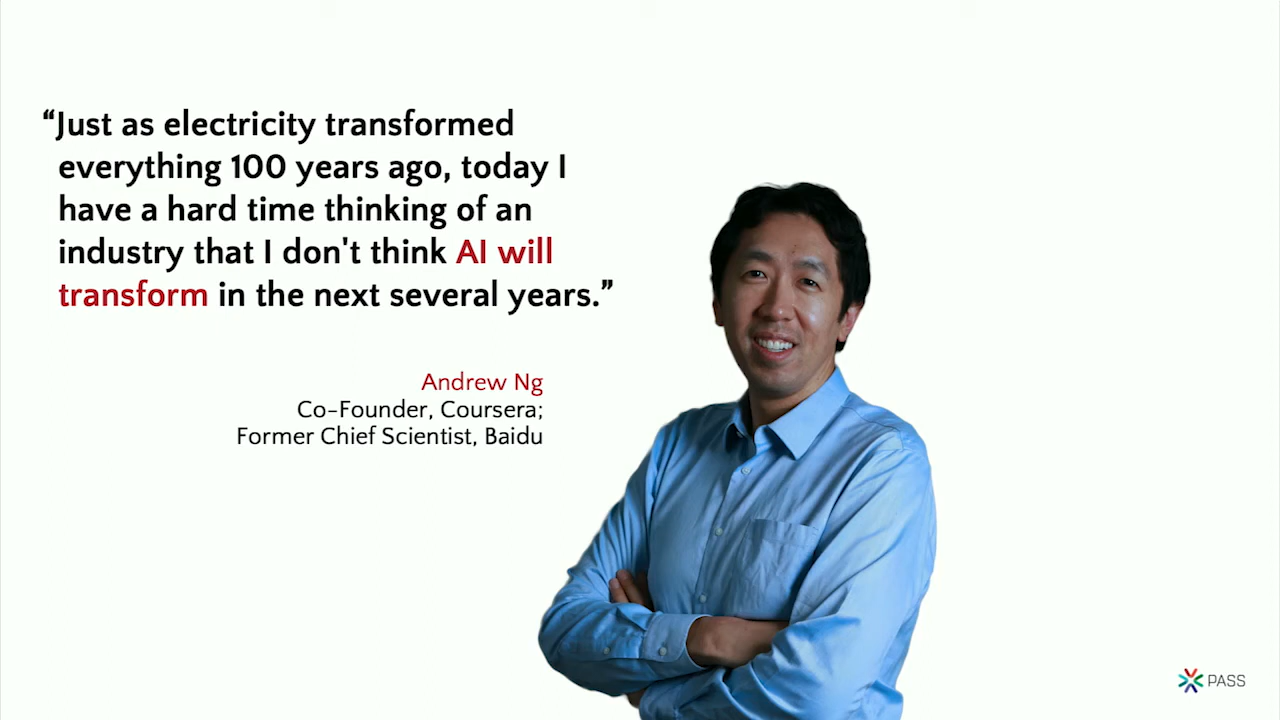 “Just as electricity transformed
everything 100 years ago, today I
have a hard time thinking of an
industry that I don't think AI will
transform in the next several years.”
Andrew Ng
Co-Founder, Coursera;
Former Chief Scientist, Baidu
PASS